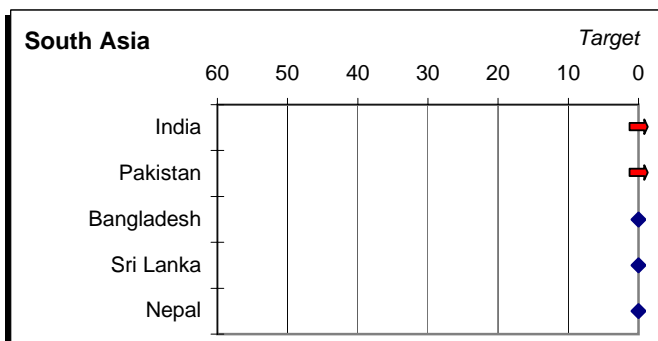 South Asia
Target
60 50 40 30 20 10 0
India
Pakistan
Bangladesh
Sri Lanka
Nepal